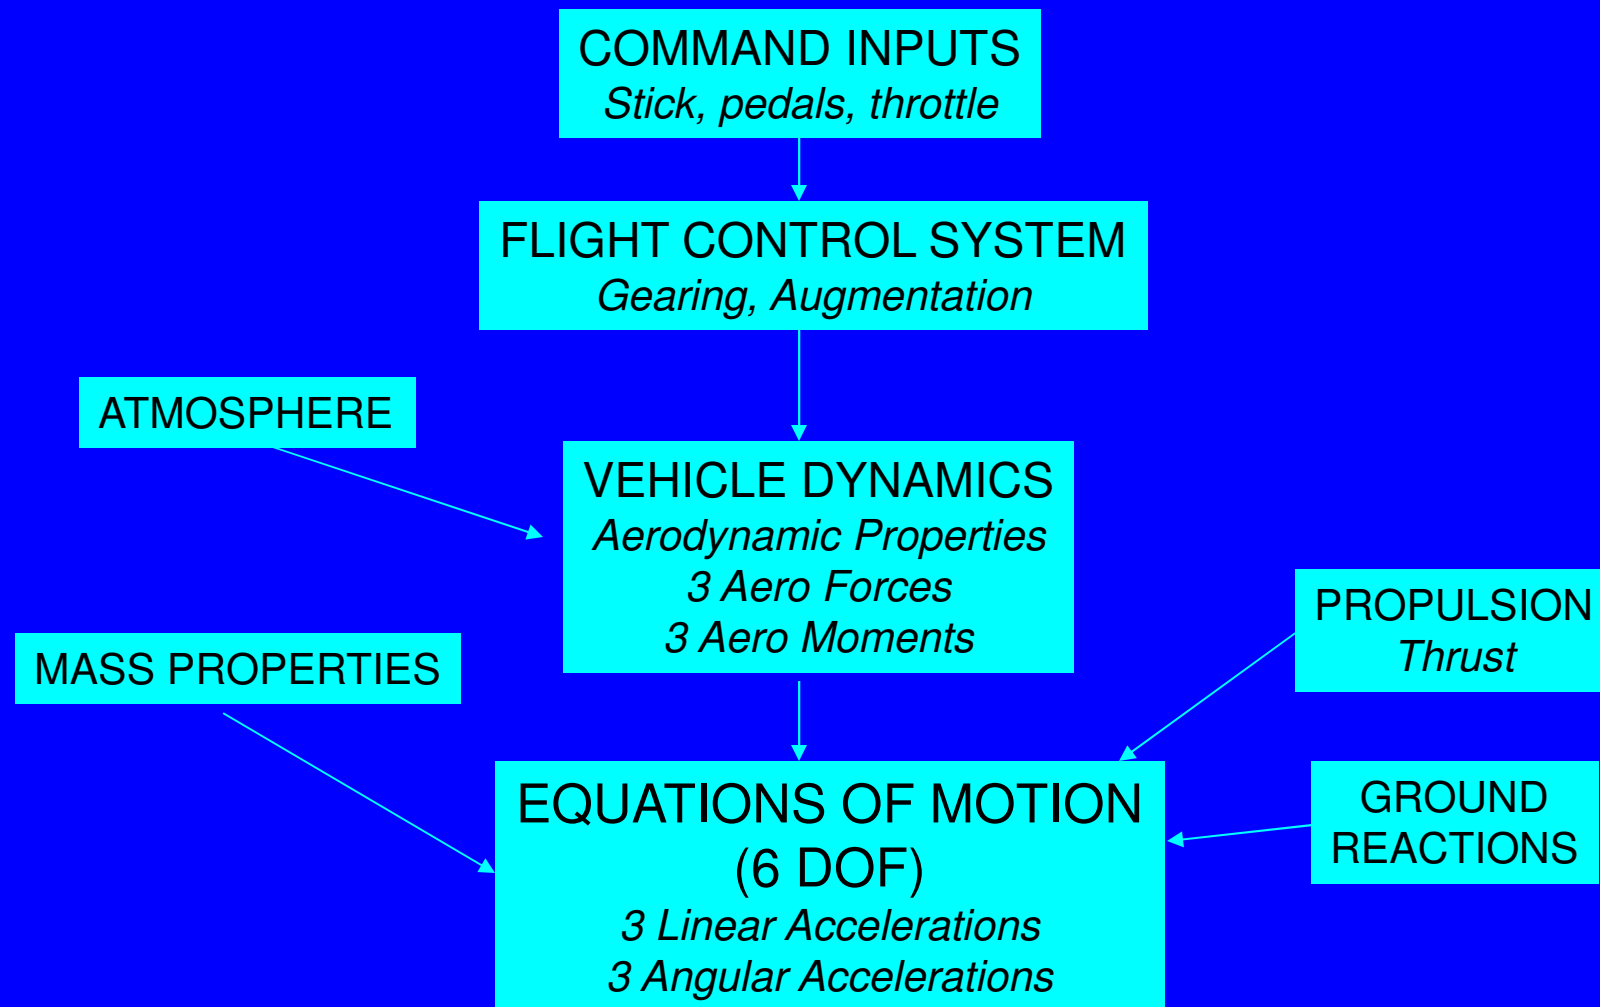 COMMAND INPUTS
Stick, pedals, throttle
FLIGHT CONTROL SYSTEM
Gearing, Augmentation
ATMOSPHERE
VEHICLE DYNAMICS
Aerodynamic Properties
3 Aero Forces
3 Aero Moments
PROPULSION
Thrust
MASS PROPERTIES
EQUATIONS OF MOTION
(6 DOF)
3 Linear Accelerations
3 Angular Accelerations
GROUND
REACTIONS